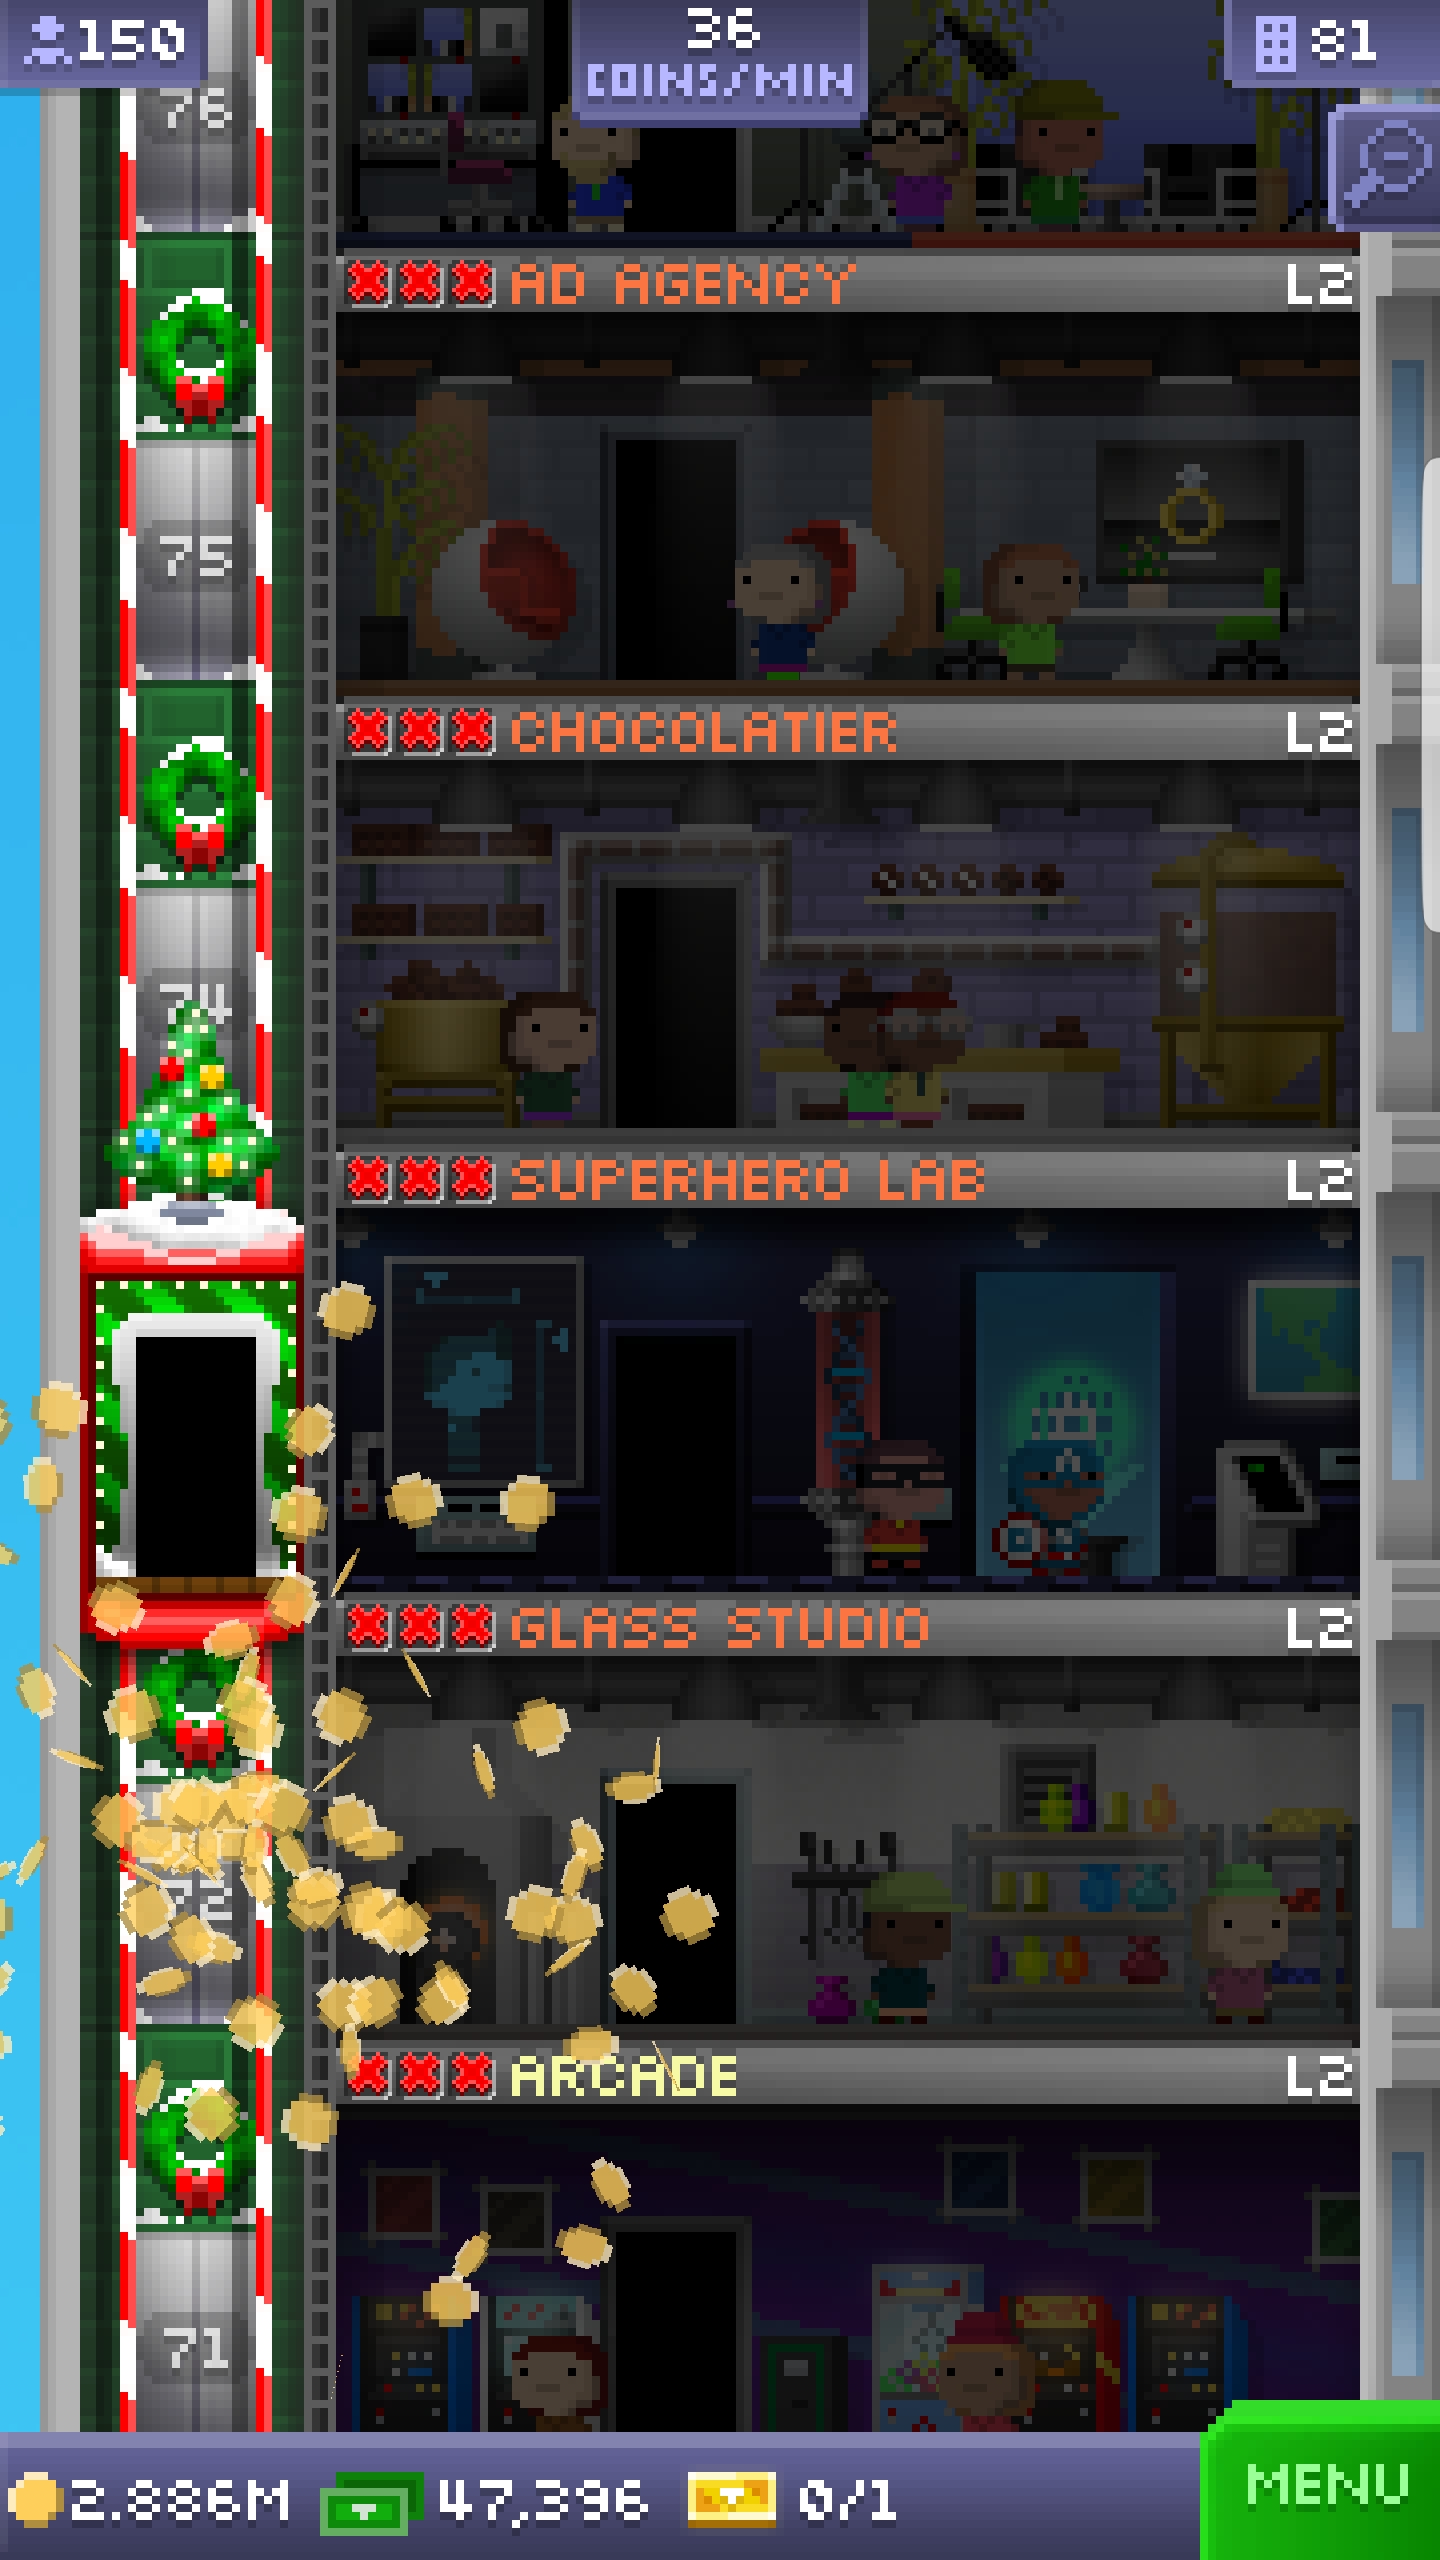 150
36
COINS/MIN
81
76
AD AGENCY L2
75
CHOCOLATIER L2
74
SUPERHERO LAB L2
GLASS STUDIO L2
72
ARCADE L2
71
2.886M 47,396 0/1
MENU